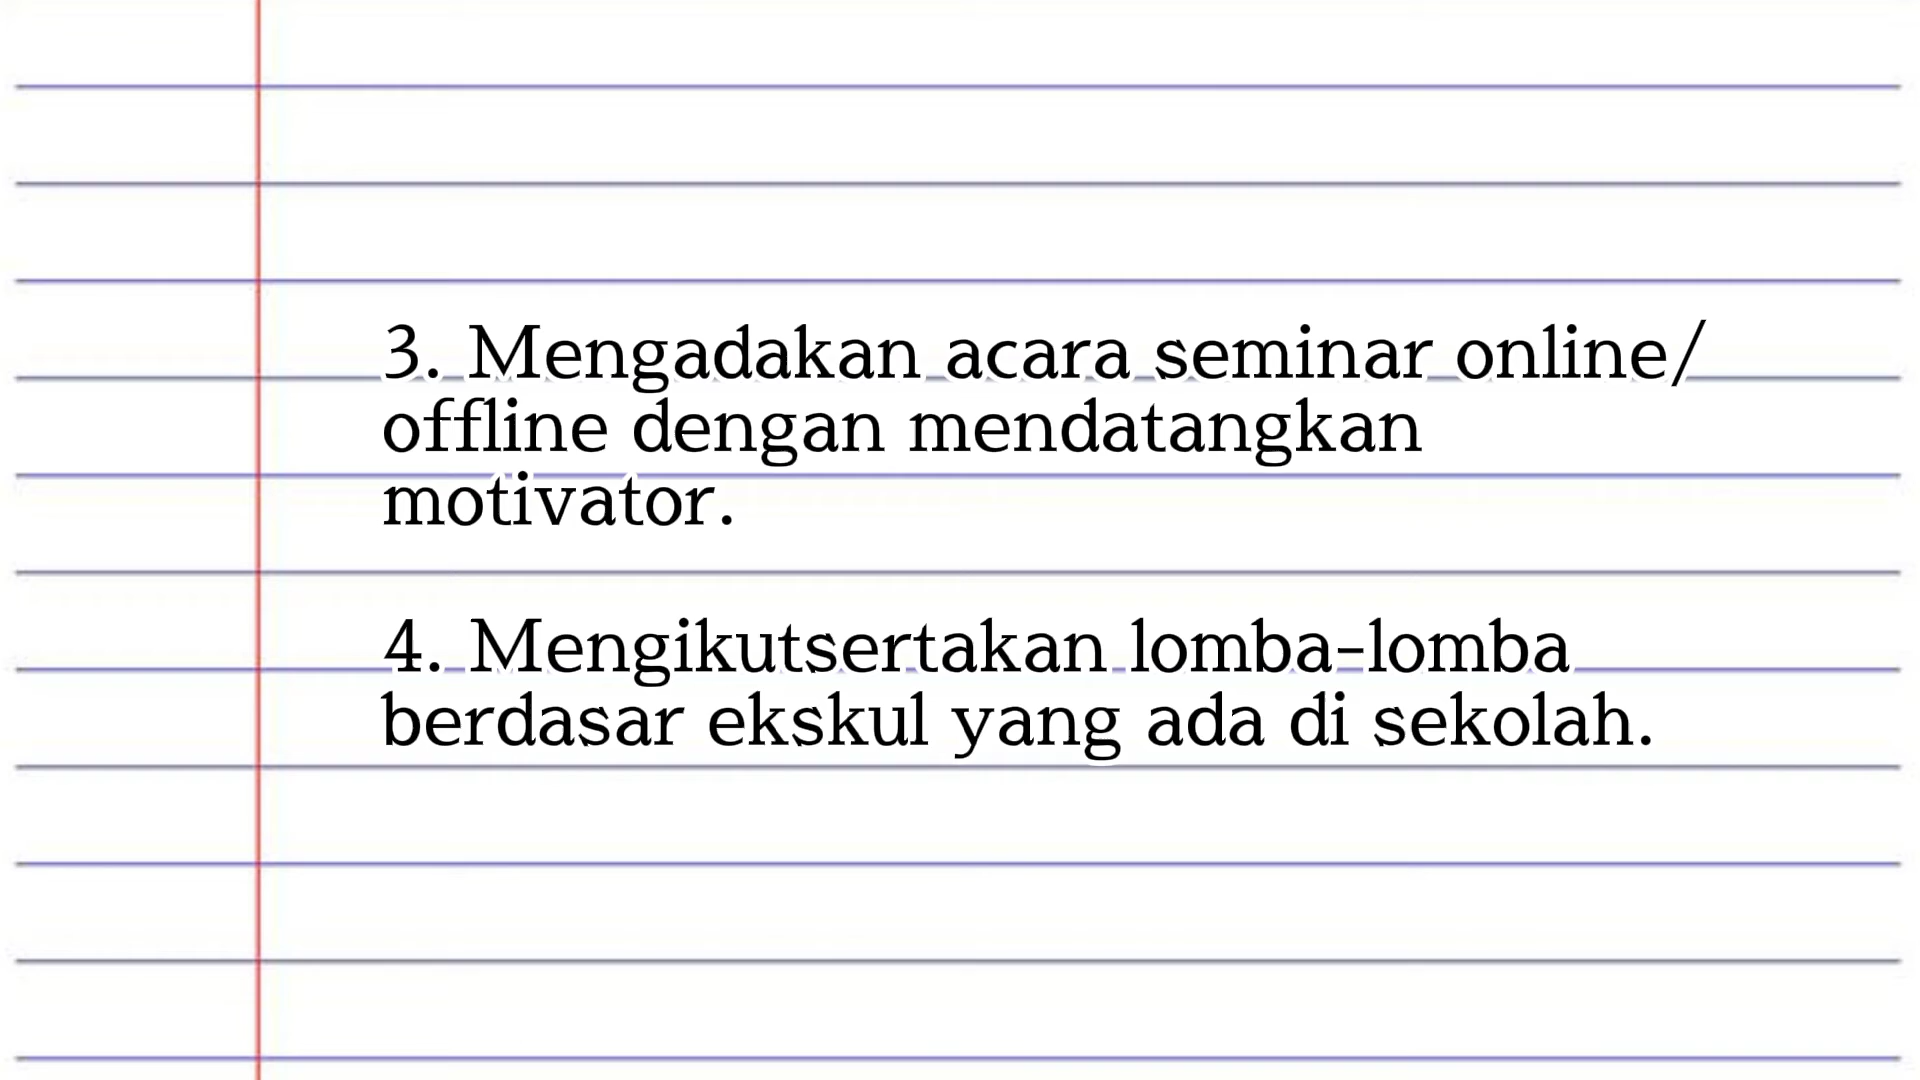 3. Mengadakan acara seminar online/
offline dengan mendatangkan
motivator.
4. Mengikutsertakan lomba-lomba
berdasar ekskul yang ada di sekolah.